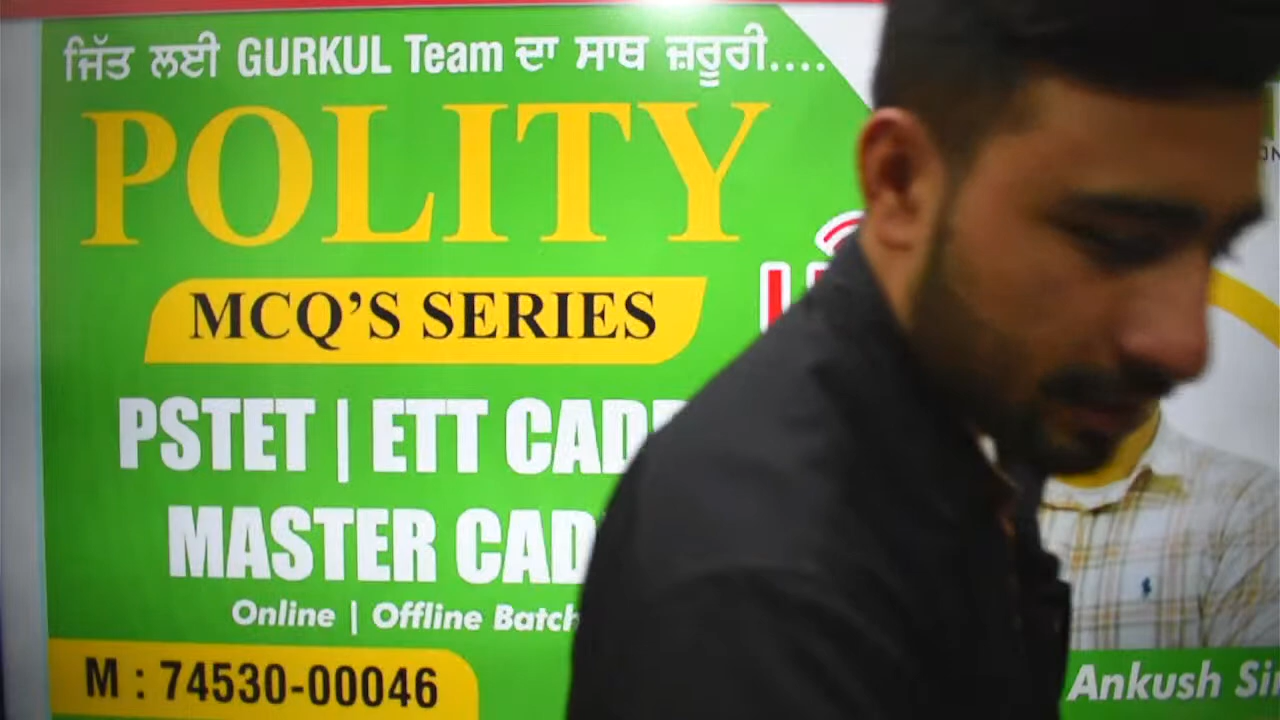 ਜਿੱਤ ਲਈ GURKUL Team ਦਾ ਸਾਥ ਜ਼ਰੂਰੀ....
POLITY
MCQ'S SERIES
PSTET | ETT
MASTER
Online | Offline
M : 74530-00046
Ankush